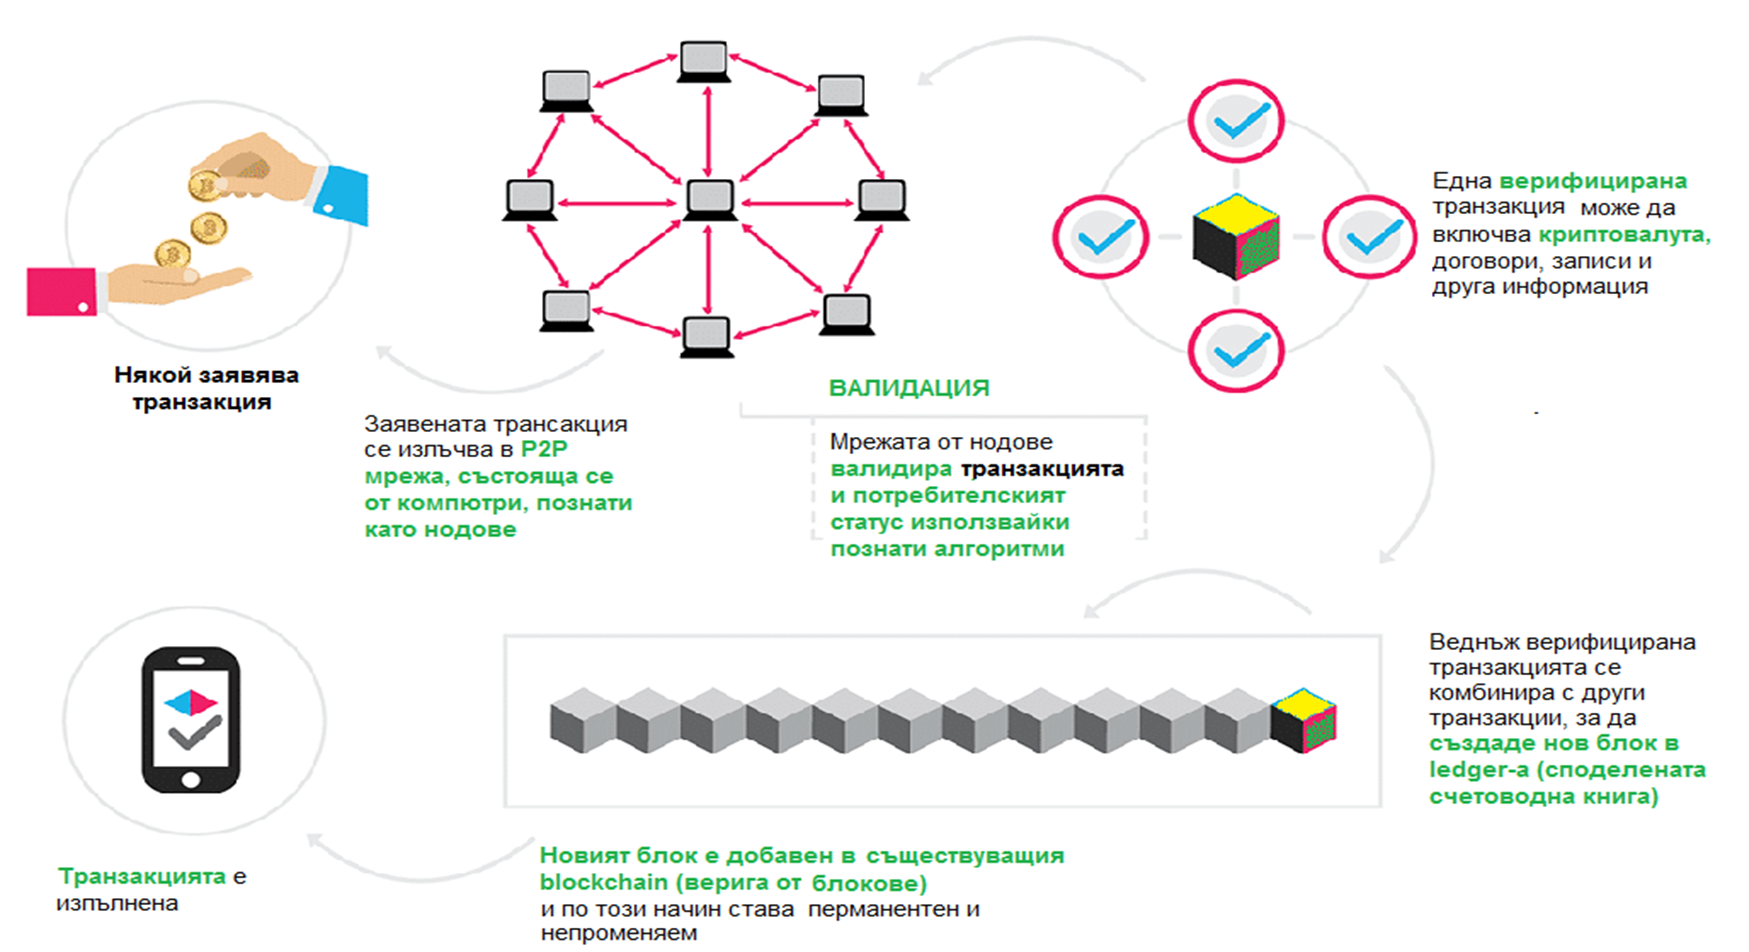 Някой заявява
транзакция
Заявената трансакция
се излъчва в P2P
мрежа, състояща се
от компютри, познати
като нодове
ВАЛИДАЦИЯ
Мрежата от нодове
валидира транзакцията
и потребителският
статус използвайки
познати алгоритми
Една верифицирана
транзакция може да
включва криптовалута,
договори, записи и
друга информация
Веднъж верифицирана
транзакцията се
комбинира с други
транзакции, за да
създаде нов блок в
ledger-а (споделената
счетоводна книга)
Новият блок е добавен в съществуващия
blockchain (верига от блокове)
и по този начин става перманентен и
непроменяем
Транзакцията е
изпълнена